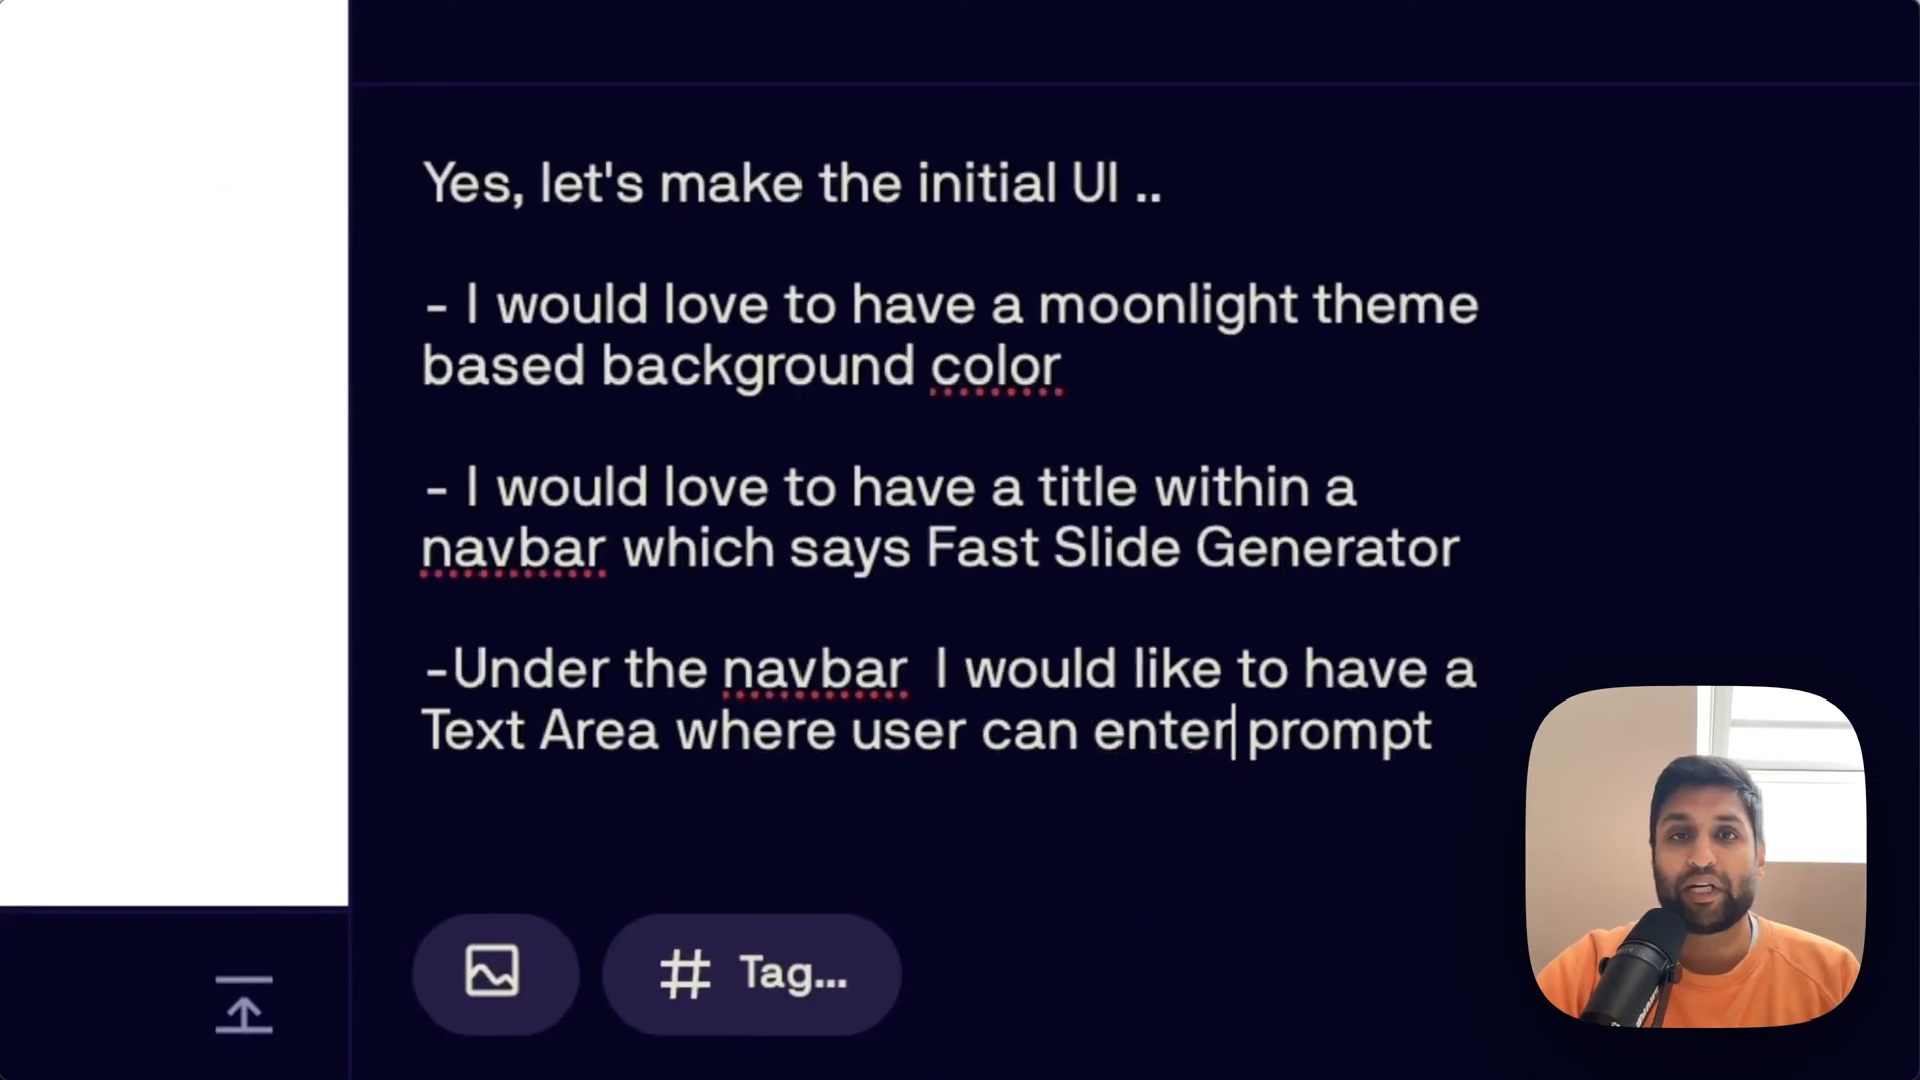 Yes, let's make the initial UI ..
- I would love to have a moonlight theme
based background color
- I would love to have a title within a
navbar which says Fast Slide Generator
-Under the navbar  I would like to have a
Text Area where user can enter prompt
# Tag...